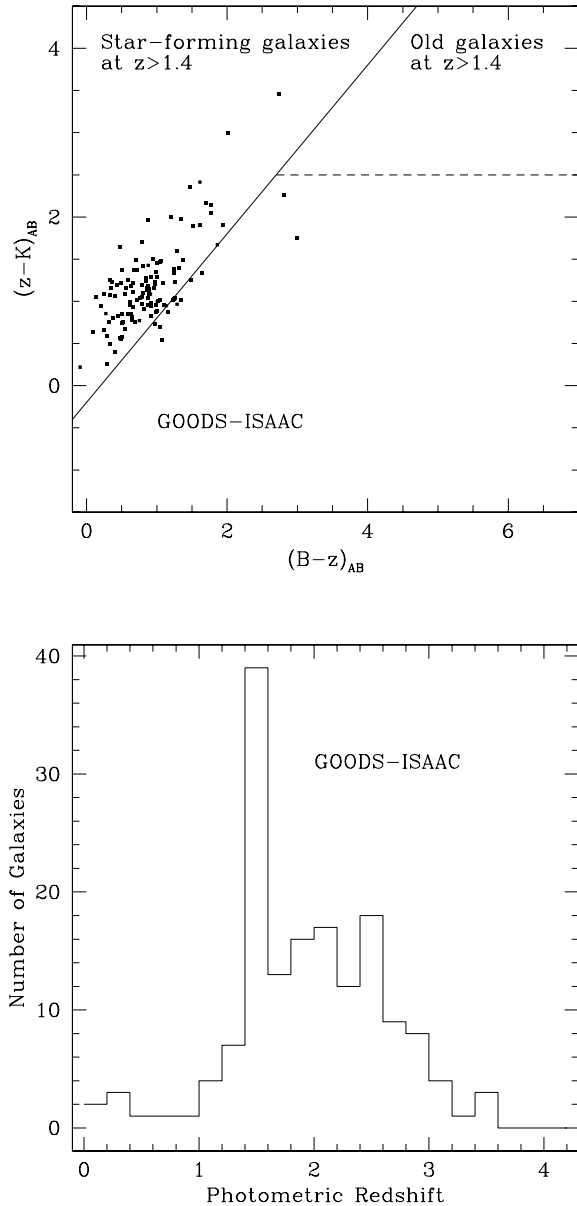 4
Star-forming galaxies
at z>1.4
Old galaxies
at z>1.4
2
(z-K)AB
0
GOODS-ISAAC
0 2 4 6
(B-z)AB
40
GOODS-ISAAC
30
Number of Galaxies
20
10
0
0 1 2 3 4
Photometric Redshift